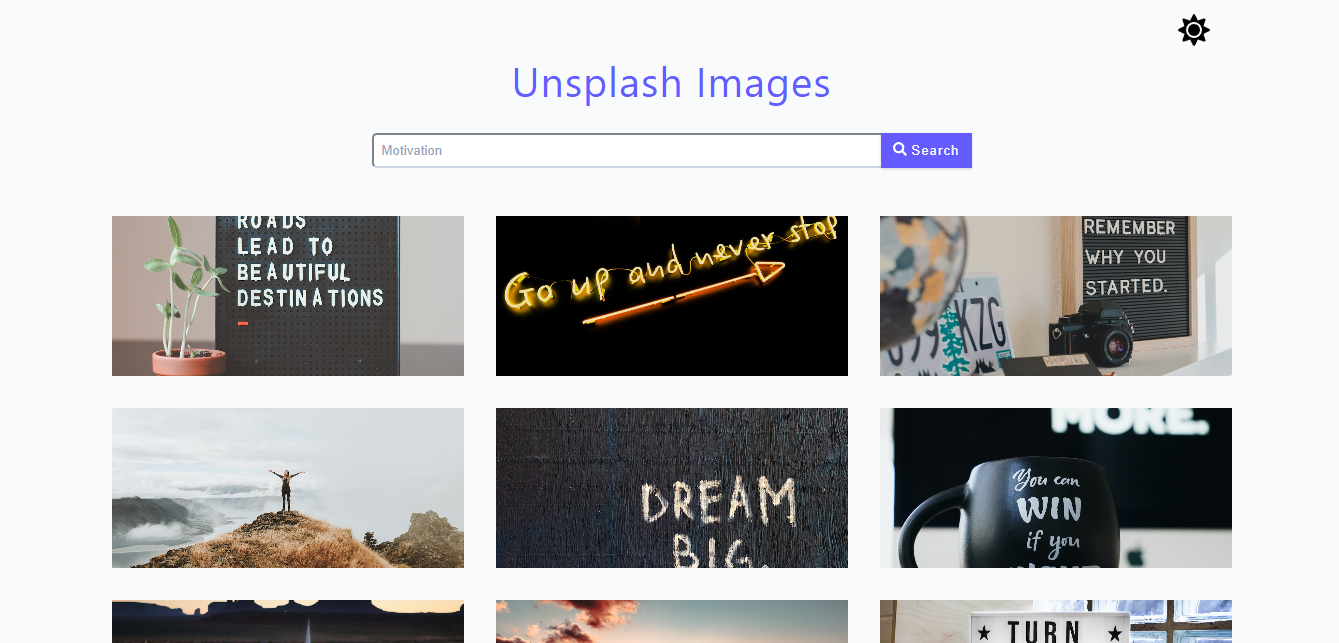 Unsplash Images
Motivation
Search
ROADS
LEAD TO
BEAUTIFUL
DESTINATIONS
Go up and never stop
REMEMBER
WHY YOU
STARTED.
KZG
DREAM
BIG.
MORE.
You can
WIN
if you
TURN